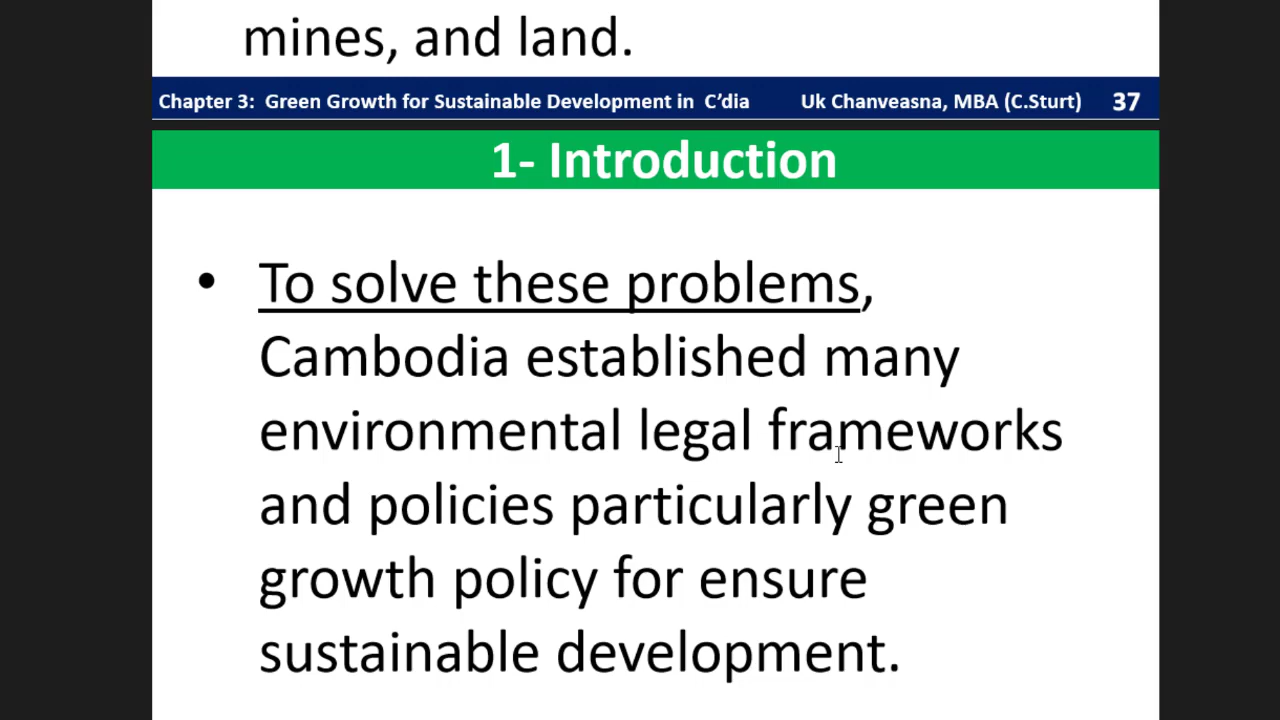 mines, and land.
Chapter 3: Green Growth for Sustainable Development in C’dia Uk Chanveasna, MBA (C.Sturt) 37
1- Introduction
• To solve these problems,
Cambodia established many
environmental legal frameworks
and policies particularly green
growth policy for ensure
sustainable development.